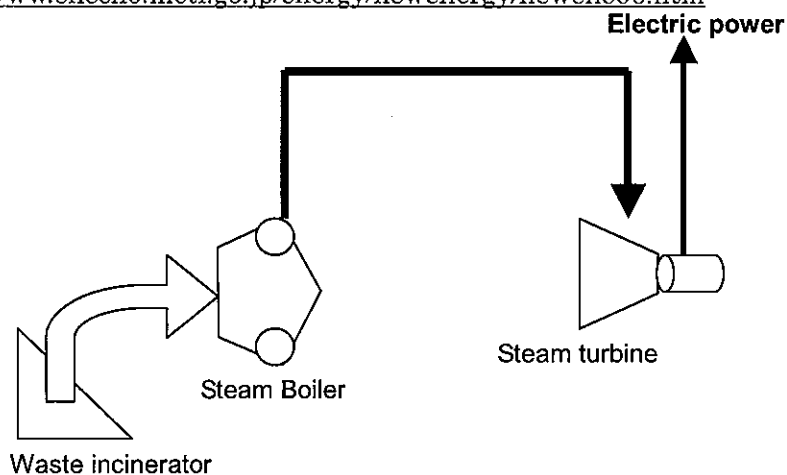 Electric power
Steam turbine
Steam Boiler
Waste incinerator